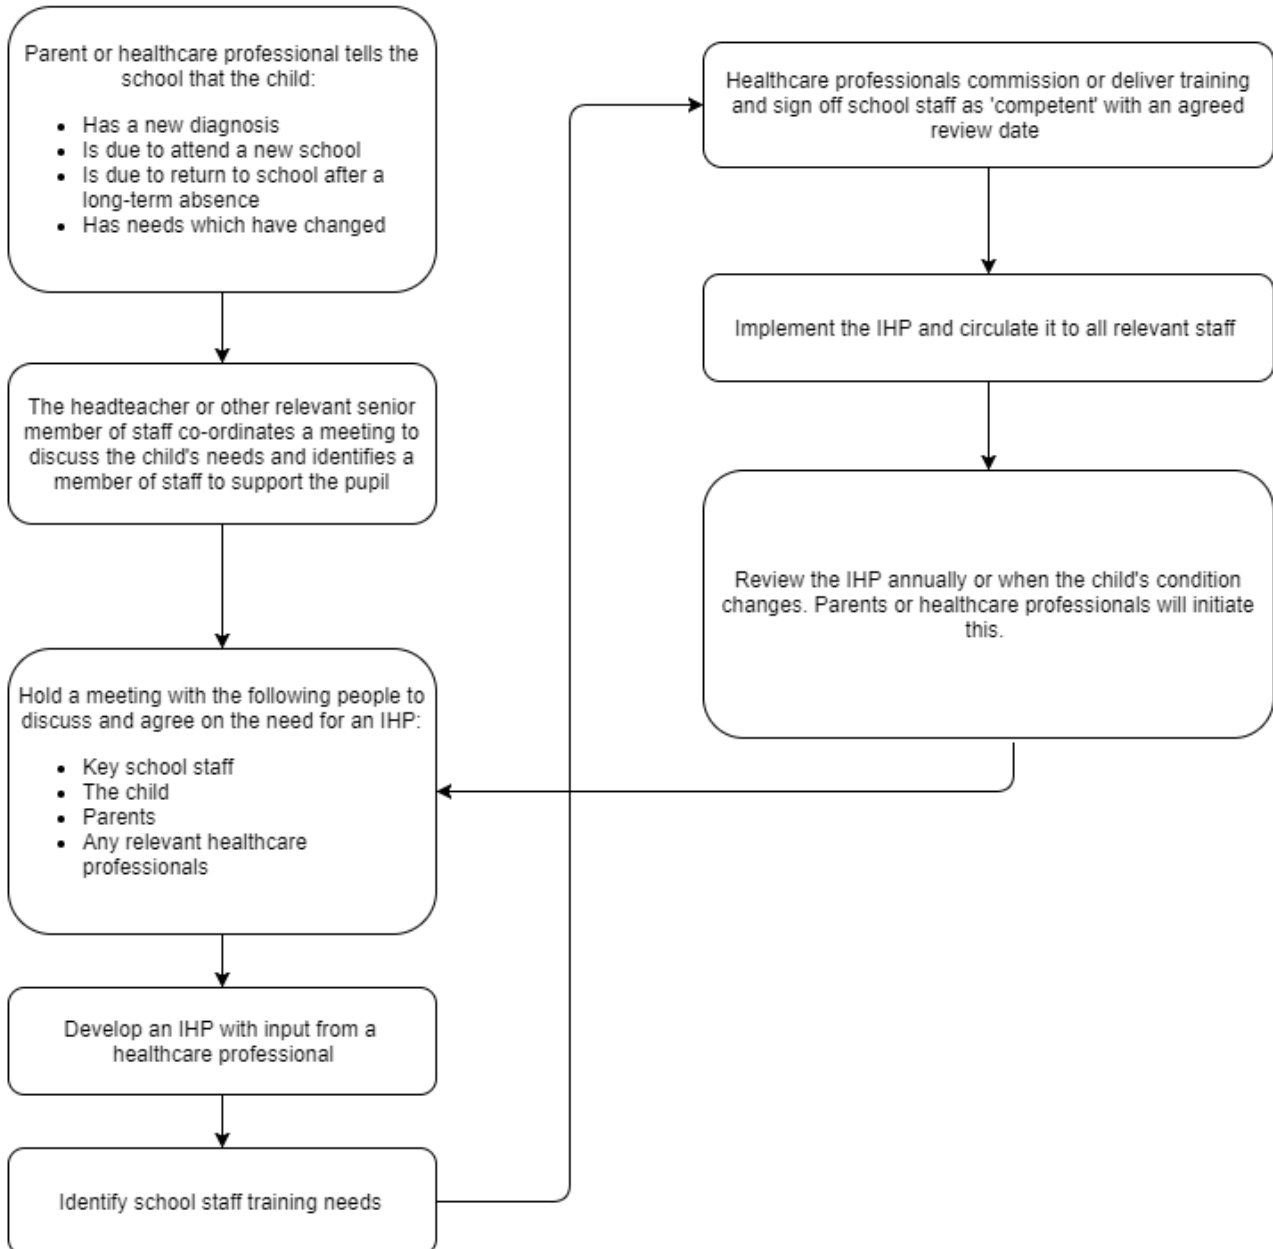 Parent or healthcare professional tells the
school that the child:
• Has a new diagnosis
• Is due to attend a new school
• Is due to return to school after a
long-term absence
• Has needs which have changed
The headteacher or other relevant senior
member of staff co-ordinates a meeting to
discuss the child's needs and identifies a
member of staff to support the pupil
Hold a meeting with the following people to
discuss and agree on the need for an IHP:
• Key school staff
• The child
• Parents
• Any relevant healthcare
professionals
Develop an IHP with input from a
healthcare professional
Identify school staff training needs
Healthcare professionals commission or deliver training
and sign off school staff as 'competent' with an agreed
review date
Implement the IHP and circulate it to all relevant staff
Review the IHP annually or when the child's condition
changes. Parents or healthcare professionals will initiate
this.